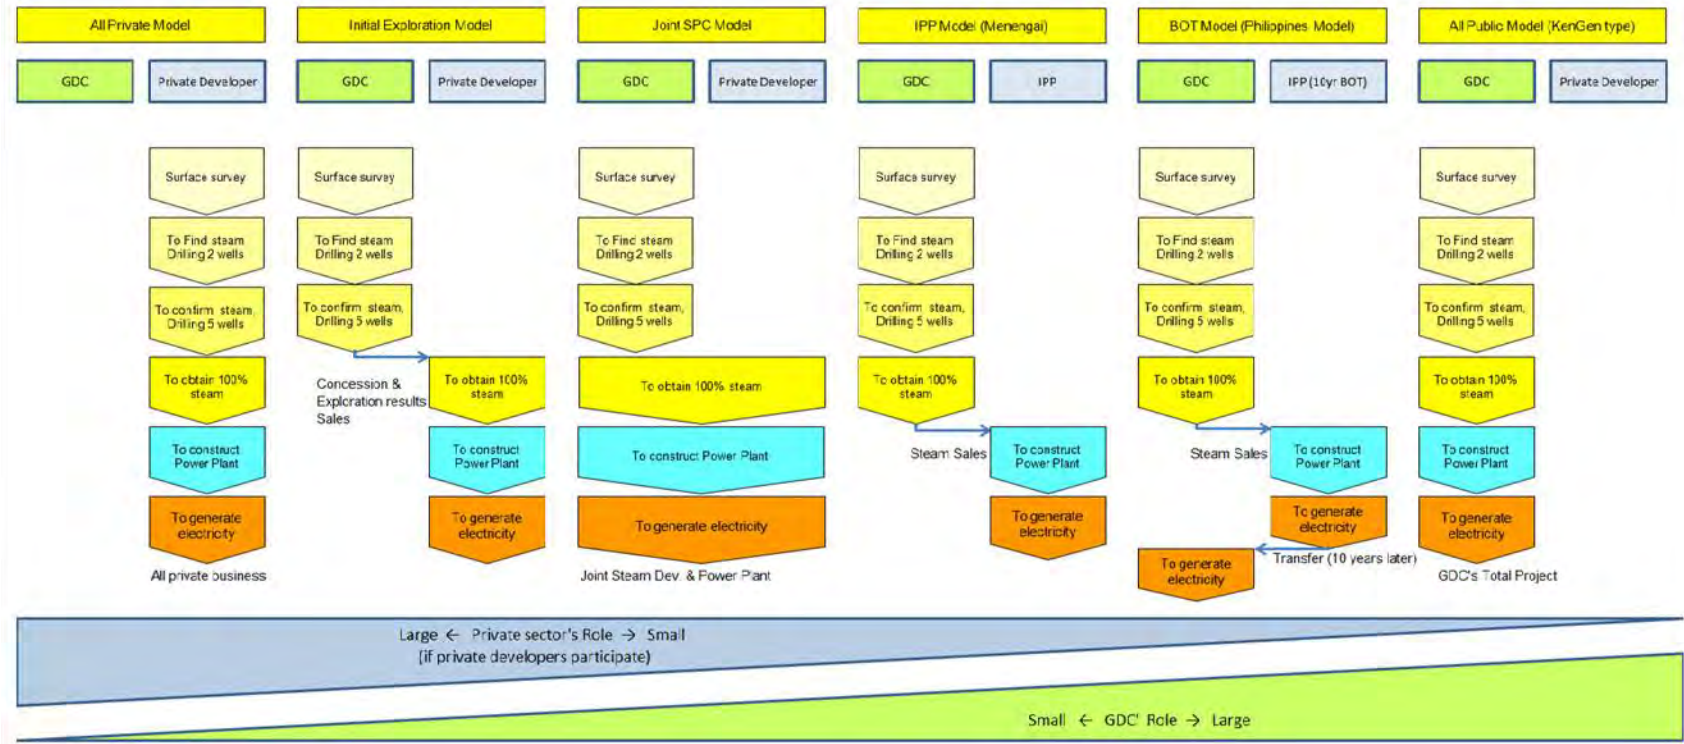 All Private Model
GDC
Private Developer
Surface survey
To Find steam
Drilling 2 wells
To confirm steam,
Drilling 5 wells
To obtain 100%
steam
To construct
Power Plant
To generate
electricity
All private business
Initial Exploration Model
GDC
Private Developer
Surface survey
To Find steam
Drilling 2 wells
To confirm steam,
Drilling 5 wells
Concession &
Exploration results
Sales
To obtain 100%
steam
To construct
Power Plant
To generate
electricity
Joint SPC Model
GDC
Private Developer
Surface survey
To Find steam
Drilling 2 wells
To confirm steam,
Drilling 5 wells
To obtain 100% steam
To construct Power Plant
To generate electricity
Joint Steam Dev. & Power Plant
IPP Model (Menengai)
GDC
IPP
Surface survey
To Find steam
Drilling 2 wells
To confirm steam,
Drilling 5 wells
To obtain 100%
steam
Steam Sales
To construct
Power Plant
To generate
electricity
BOT Model (Philippines Model)
GDC
IPP (10yr BOT)
Surface survey
To Find steam
Drilling 2 wells
To confirm steam,
Drilling 5 wells
To obtain 100%
steam
Steam Sales
To construct
Power Plant
To generate
electricity
Transfer (10 years later)
To generate
electricity
All Public Model (KenGen type)
GDC
Private Developer
Surface survey
To Find steam
Drilling 2 wells
To confirm steam,
Drilling 5 wells
To obtain 100%
steam
To construct
Power Plant
To generate
electricity
GDC's Total Project
Large ← Private sector's Role → Small
(if private developers participate)
Small ← GDC' Role → Large